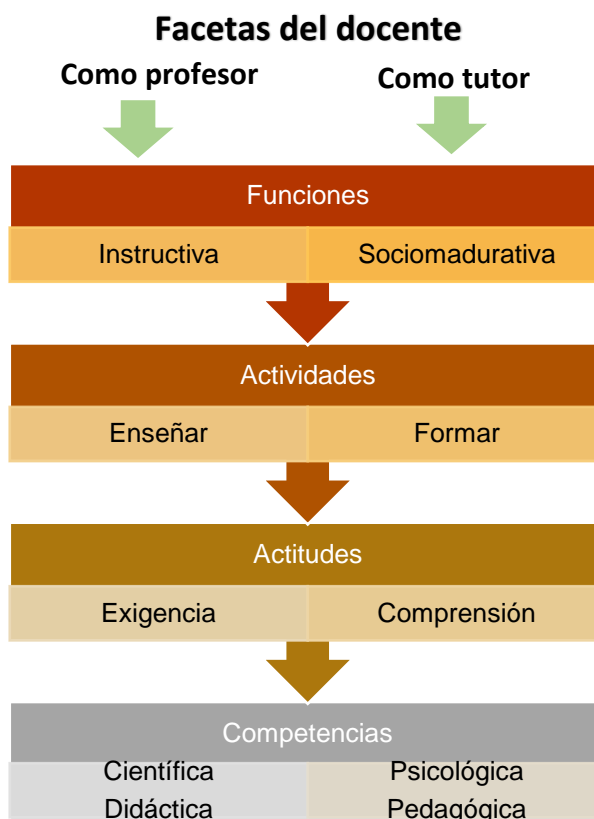 Facetas del docente
Como profesor Como tutor
Funciones
Instructiva Sociomadurativa
Actividades
Enseñar Formar
Actitudes
Exigencia Comprensión
Competencias
Científica Psicológica
Didáctica Pedagógica